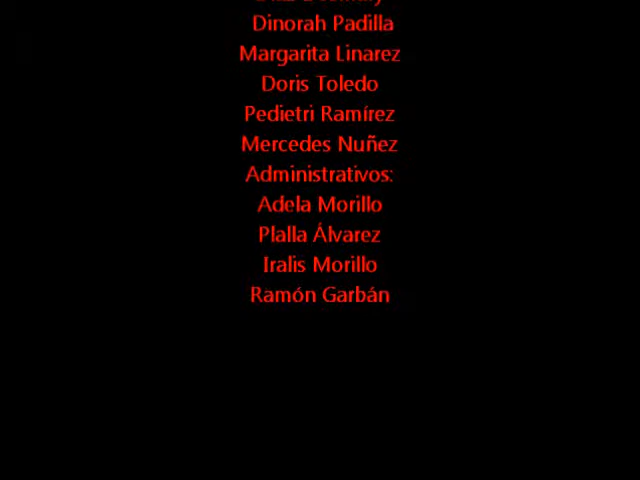 Dinorah Padilla
Margarita Linarez
Doris Toledo
Pedietri Ramírez
Mercedes Nuñez
Administrativos:
Adela Morillo
Plalla Álvarez
Iralis Morillo
Ramón Garbán